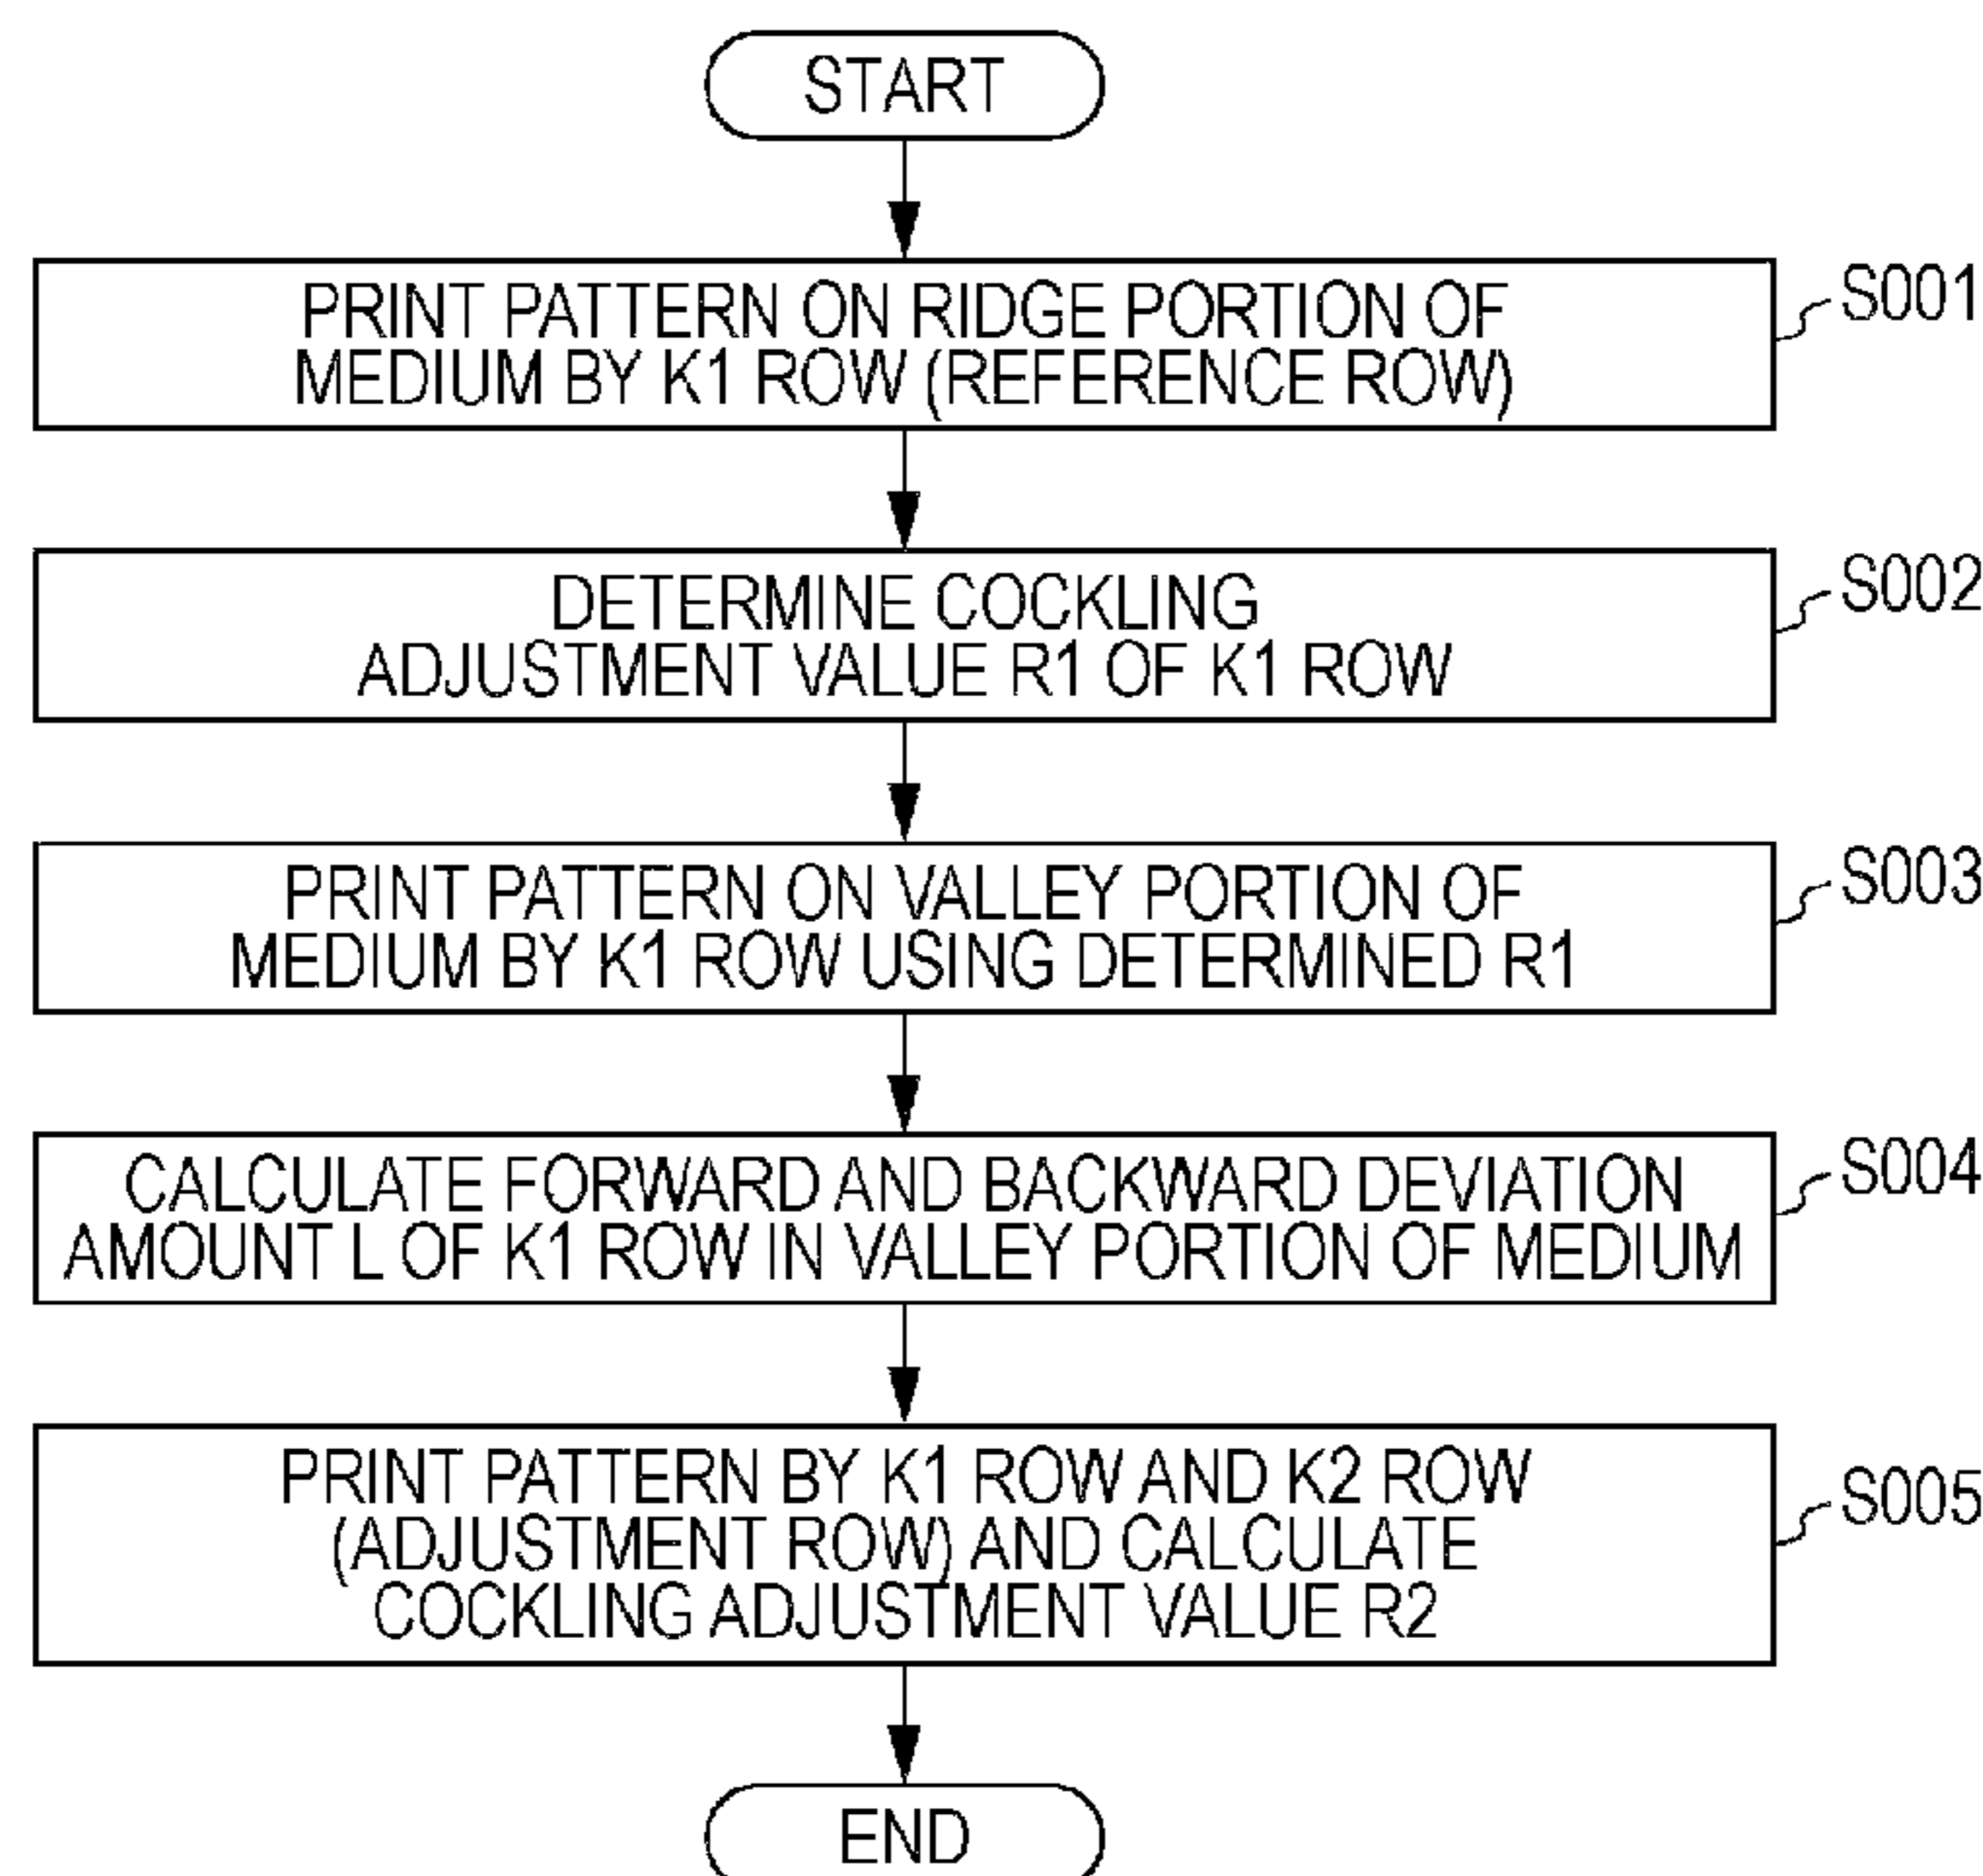 START
PRINT PATTERN ON RIDGE PORTION OF
MEDIUM BY K1 ROW (REFERENCE ROW)
S001
DETERMINE COCKLING
ADJUSTMENT VALUE R1 OF K1 ROW
S002
PRINT PATTERN ON VALLEY PORTION OF
MEDIUM BY K1 ROW USING DETERMINED R1
S003
CALCULATE FORWARD AND BACKWARD DEVIATION
AMOUNT L OF K1 ROW IN VALLEY PORTION OF MEDIUM
S004
PRINT PATTERN BY K1 ROW AND K2 ROW
(ADJUSTMENT ROW) AND CALCULATE
COCKLING ADJUSTMENT VALUE R2
S005
END